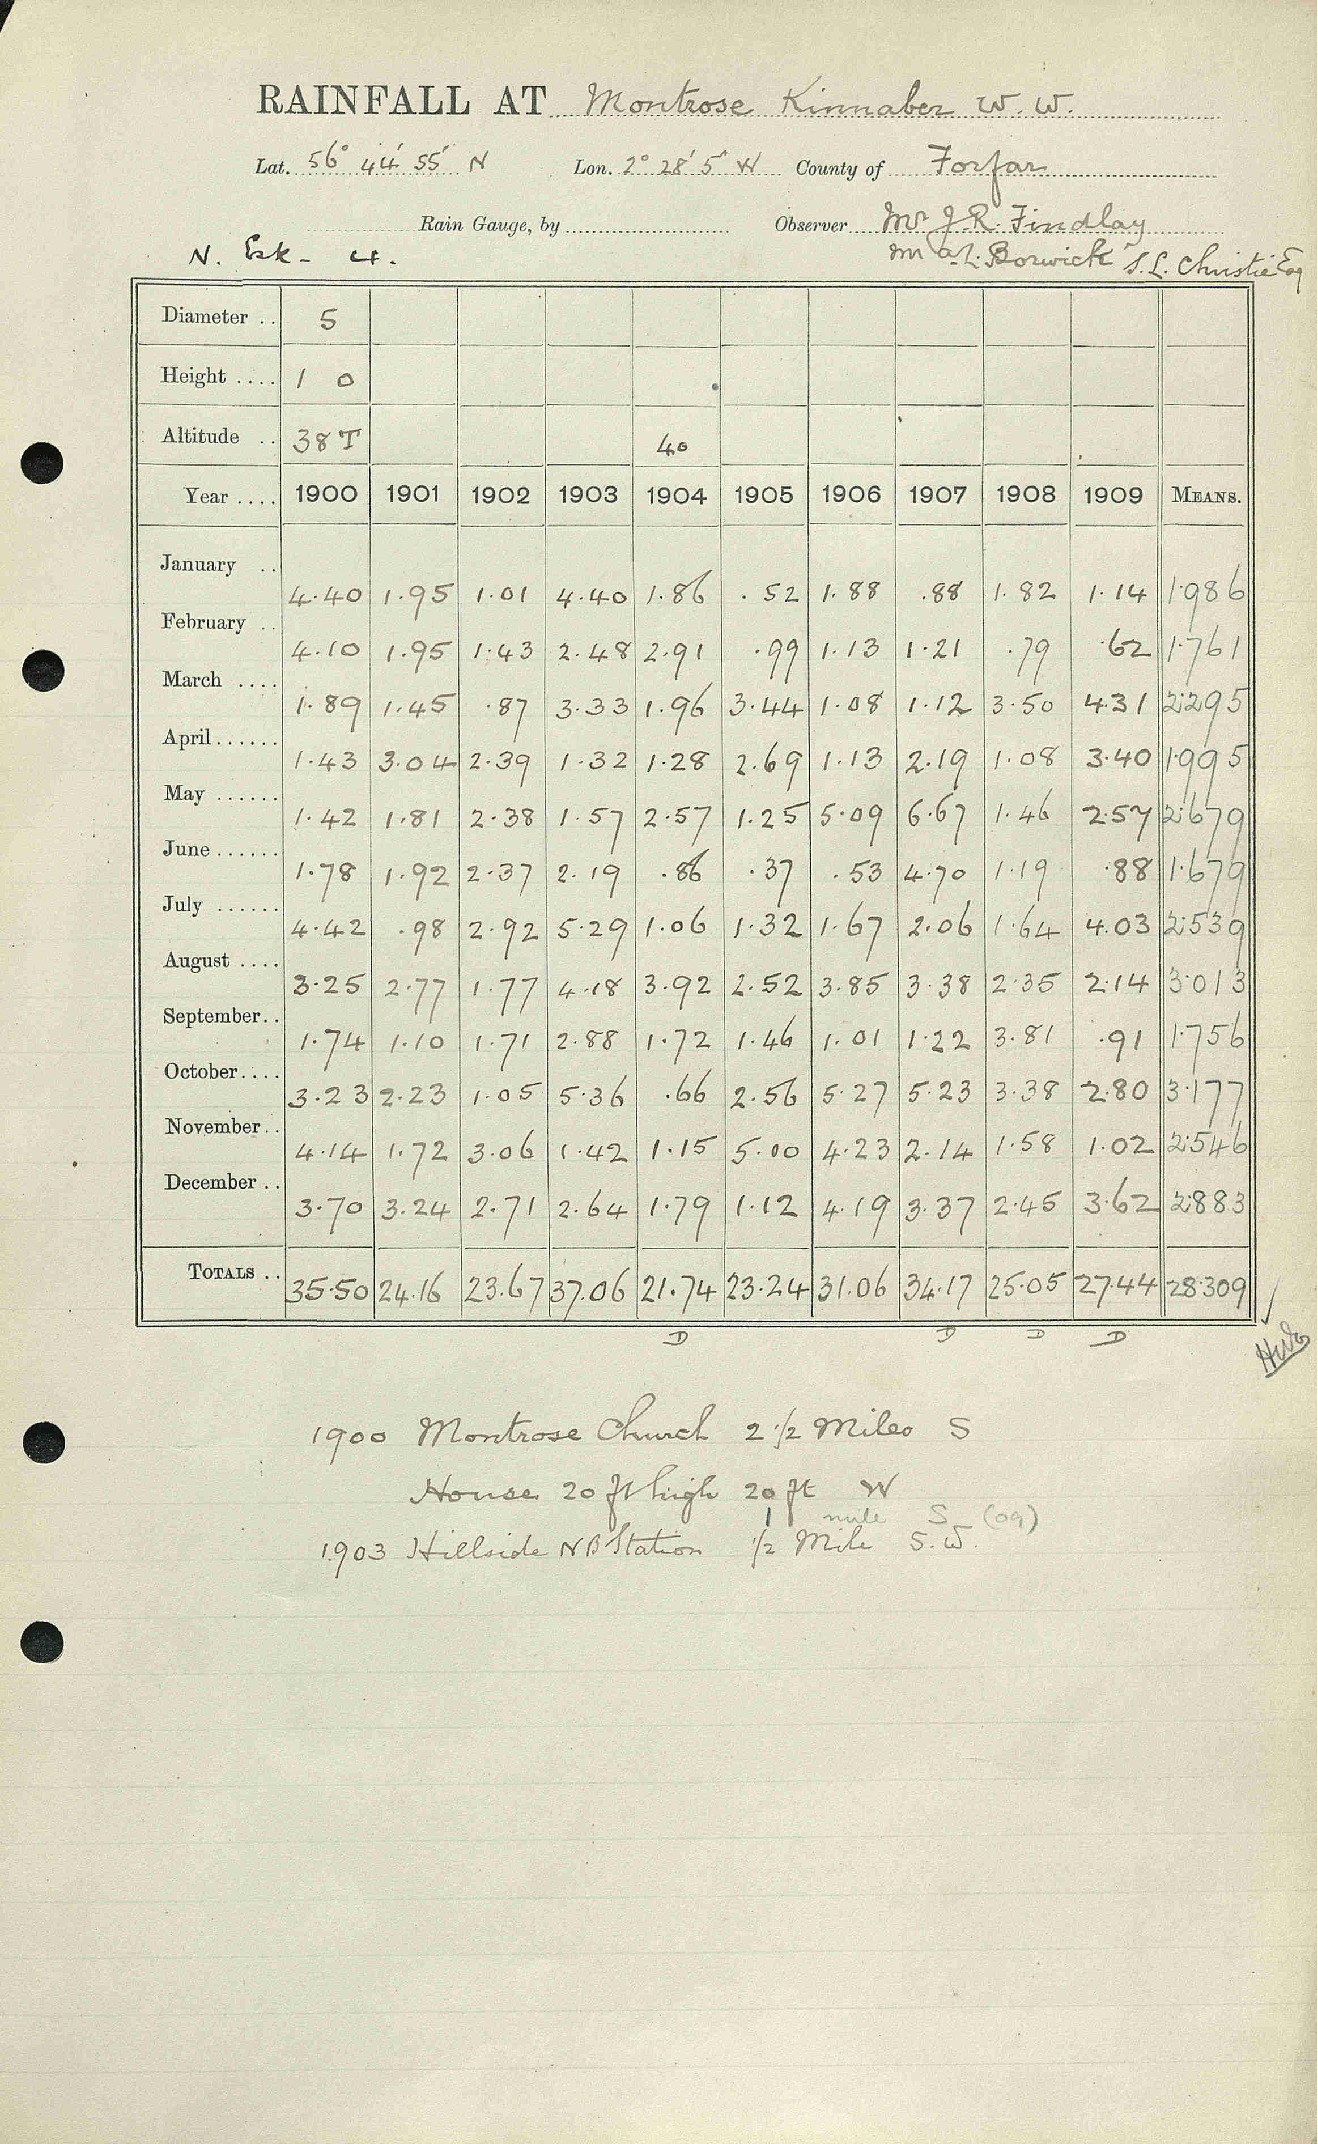 RAINFALL AT Montrose Kinnaber W. W.
Lat. 56° 44' 55" N Lon. 2° 28' 5" W County of Forfar
Rain Gauge, by Observer Mr J. R. Findlay
N. Esk - 4. Mr A. L. Borwick S. L. Christie Esq
Diameter .. 5
Height .... 1 0
Altitude .. 38 T 40
Year .... 1900 1901 1902 1903 1904 1905 1906 1907 1908 1909 MEANS.
January .. 4.40 1.95 1.01 4.40 1.86 .52 1.88 .88 1.82 1.14 1.986
February .. 4.10 1.95 1.43 2.48 2.91 .99 1.13 1.21 .79 .62 1.761
March .... 1.89 1.45 .87 3.33 1.96 3.44 1.08 1.12 3.50 4.31 2.295
April...... 1.43 3.04 2.39 1.32 1.28 2.69 1.13 2.19 1.08 3.40 1.995
May ...... 1.42 1.81 2.38 1.57 2.57 1.25 5.09 6.67 1.46 2.57 2.679
June ...... 1.78 1.92 2.37 2.19 .86 .37 .53 4.70 1.19 .88 1.679
July ...... 4.42 .98 2.92 5.29 1.06 1.32 1.67 2.06 1.64 4.03 2.539
August .... 3.25 2.77 1.77 4.18 3.92 2.52 3.85 3.38 2.35 2.14 3.013
September.. 1.74 1.10 1.71 2.88 1.72 1.46 1.01 1.22 3.81 .91 1.756
October.... 3.23 2.23 1.05 5.36 .66 2.56 5.27 5.23 3.38 2.80 3.177
November.. 4.14 1.72 3.06 1.42 1.15 5.00 4.23 2.14 1.58 1.02 2.546
December .. 3.70 3.24 2.71 2.64 1.79 1.12 4.19 3.37 2.45 3.62 2.883
TOTALS .. 35.50 24.16 23.67 37.06 21.74 23.24 31.06 34.17 25.05 27.44 28.309
D D D D
1900 Montrose Church 2 1/2 Miles S
House 20 ft high 20 ft W
1 mile S (09)
1903 Hillside NB Station 1/2 Mile S.W.